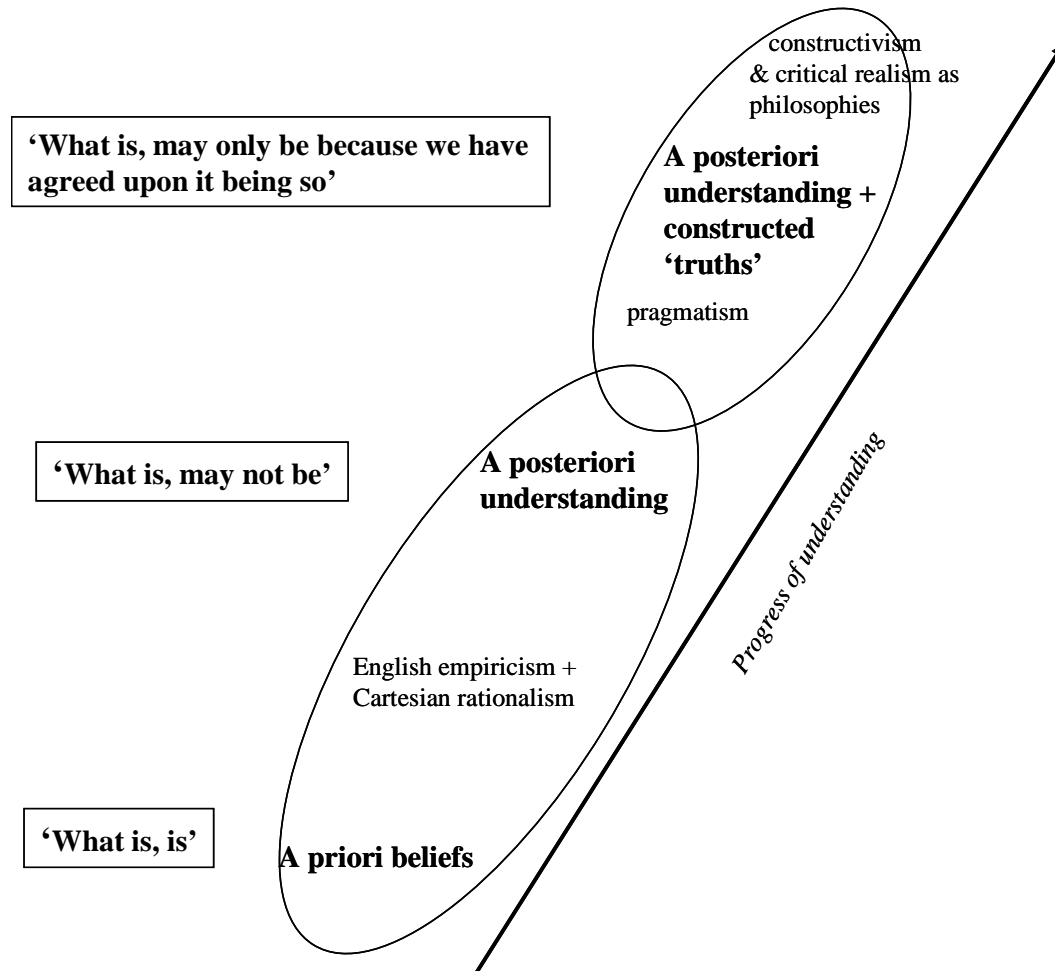 constructivism
& critical realism as
philosophies
‘What is, may only be because we have
agreed upon it being so’
A posteriori
understanding +
constructed
‘truths’
pragmatism
‘What is, may not be’
A posteriori
understanding
Progress of understanding
English empiricism +
Cartesian rationalism
‘What is, is’
A priori beliefs